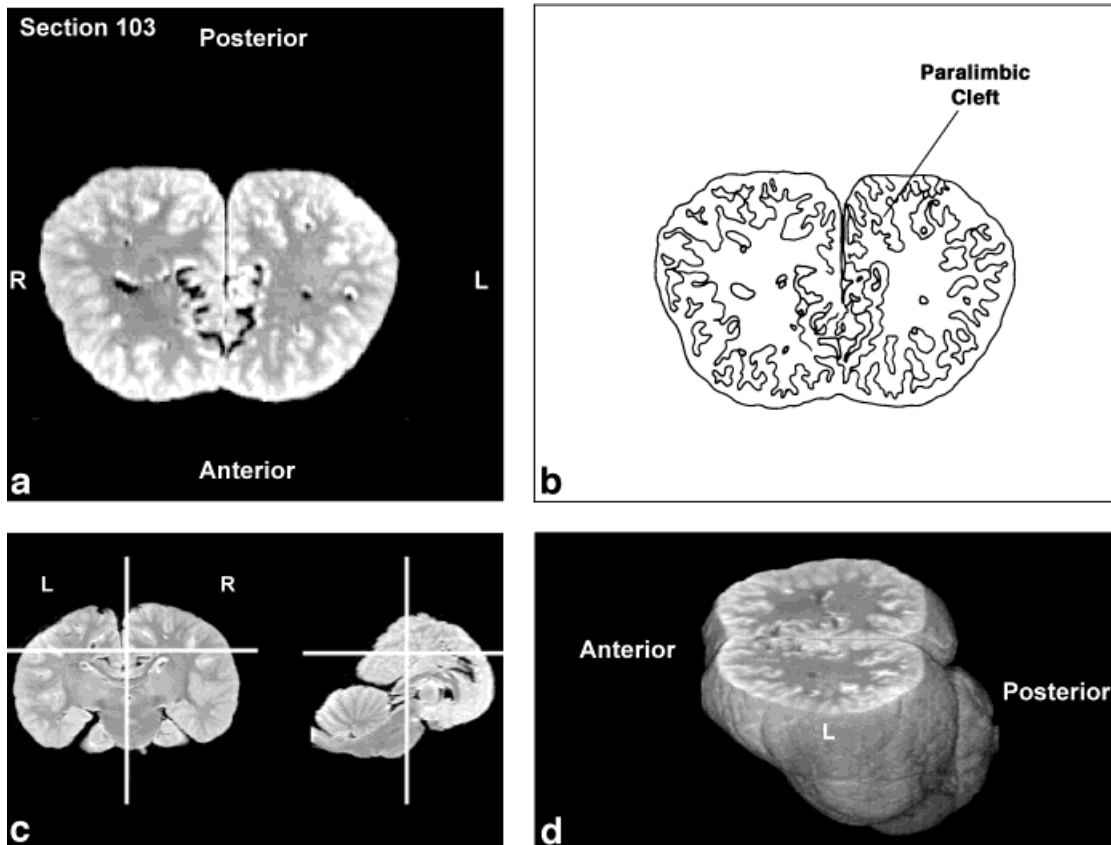 Section 103
Posterior
R
L
Anterior
a
Paralimbic
Cleft
b
L
R
c
Anterior
Posterior
L
d